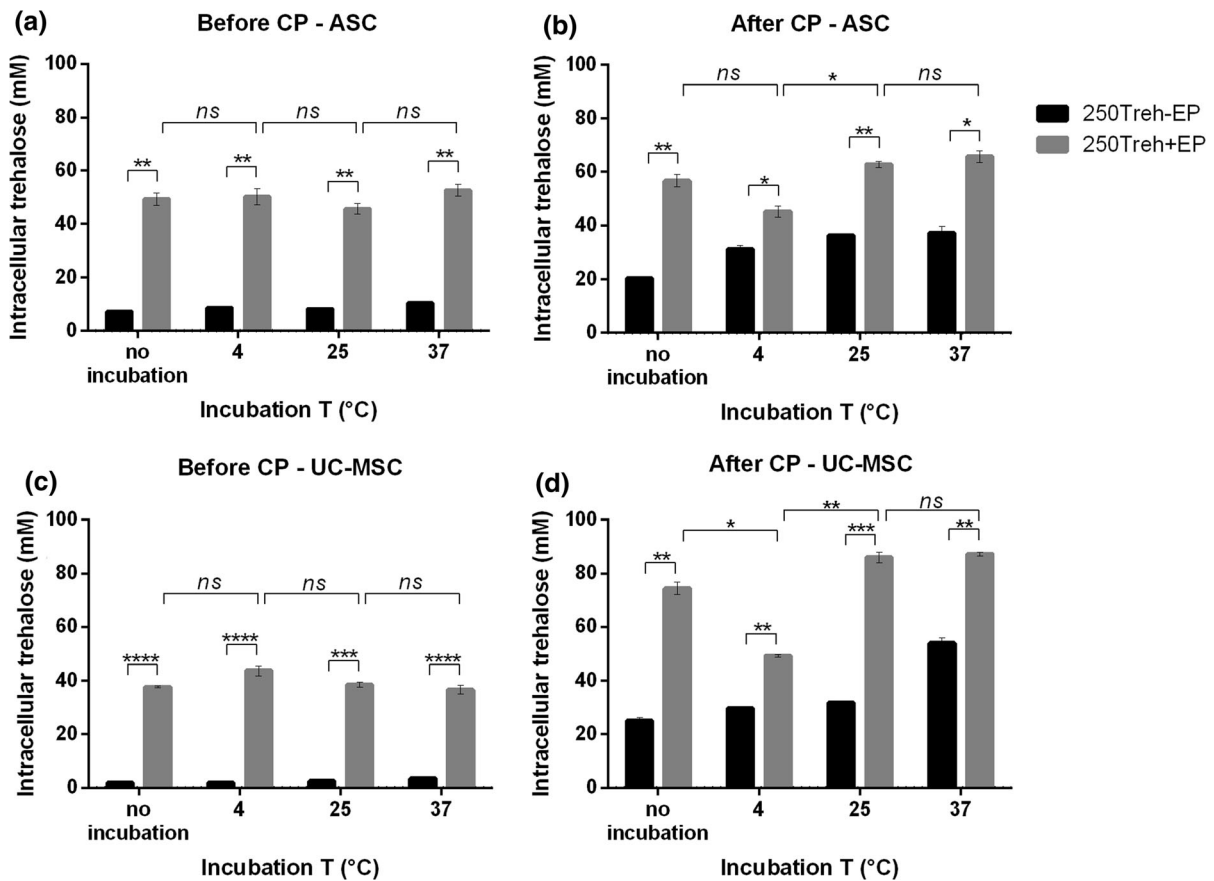 (a)
Before CP - ASC
Intracellular trehalose (mM)
100
80
60
40
20
0
ns
ns
ns
**
**
**
**
no incubation
4
25
37
Incubation T (°C)
(b)
After CP - ASC
Intracellular trehalose (mM)
100
80
60
40
20
0
ns
*
ns
**
*
**
*
no incubation
4
25
37
Incubation T (°C)
250Treh-EP
250Treh+EP
(c)
Before CP - UC-MSC
Intracellular trehalose (mM)
100
80
60
40
20
0
ns
ns
ns
****
****
***
****
no incubation
4
25
37
Incubation T (°C)
(d)
After CP - UC-MSC
Intracellular trehalose (mM)
100
80
60
40
20
0
*
**
ns
**
**
***
**
no incubation
4
25
37
Incubation T (°C)